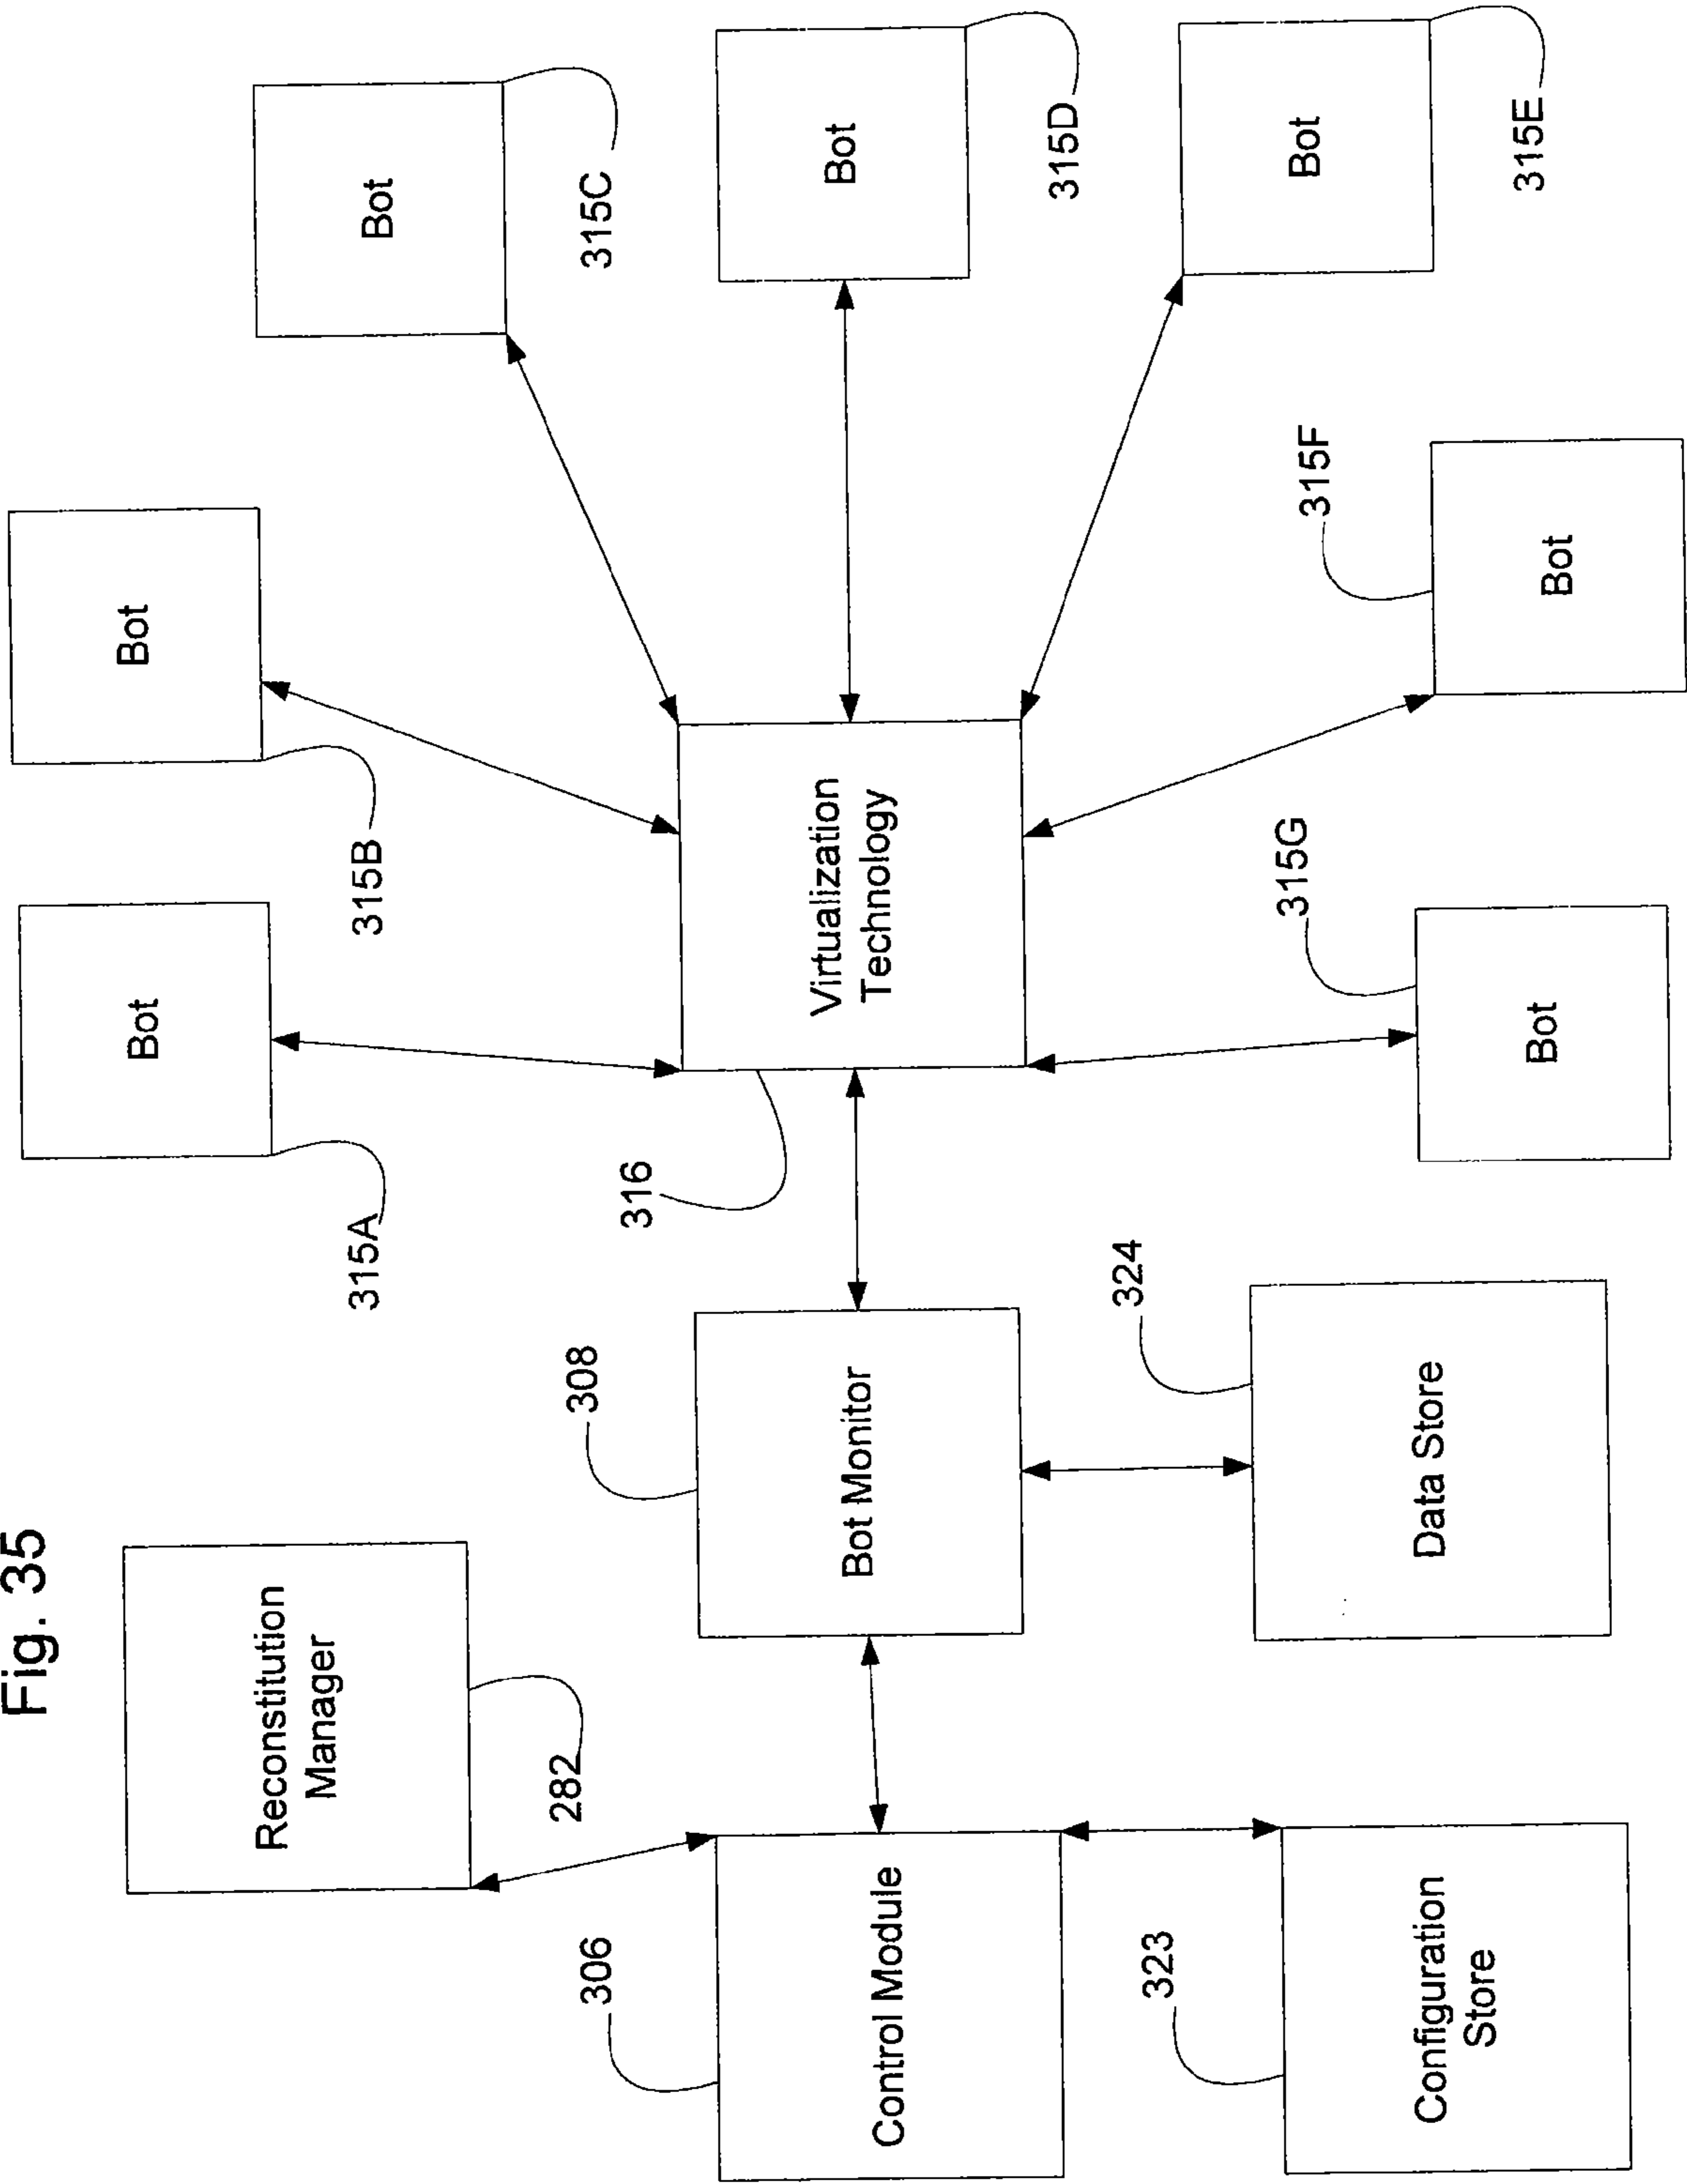 Fig. 35
Reconstitution
Manager
282
Control Module
306
Configuration
Store
323
Bot Monitor
308
Data Store
324
Virtualization
Technology
316
Bot
315A
Bot
315B
Bot
315C
Bot
315D
Bot
315E
Bot
315F
Bot
315G